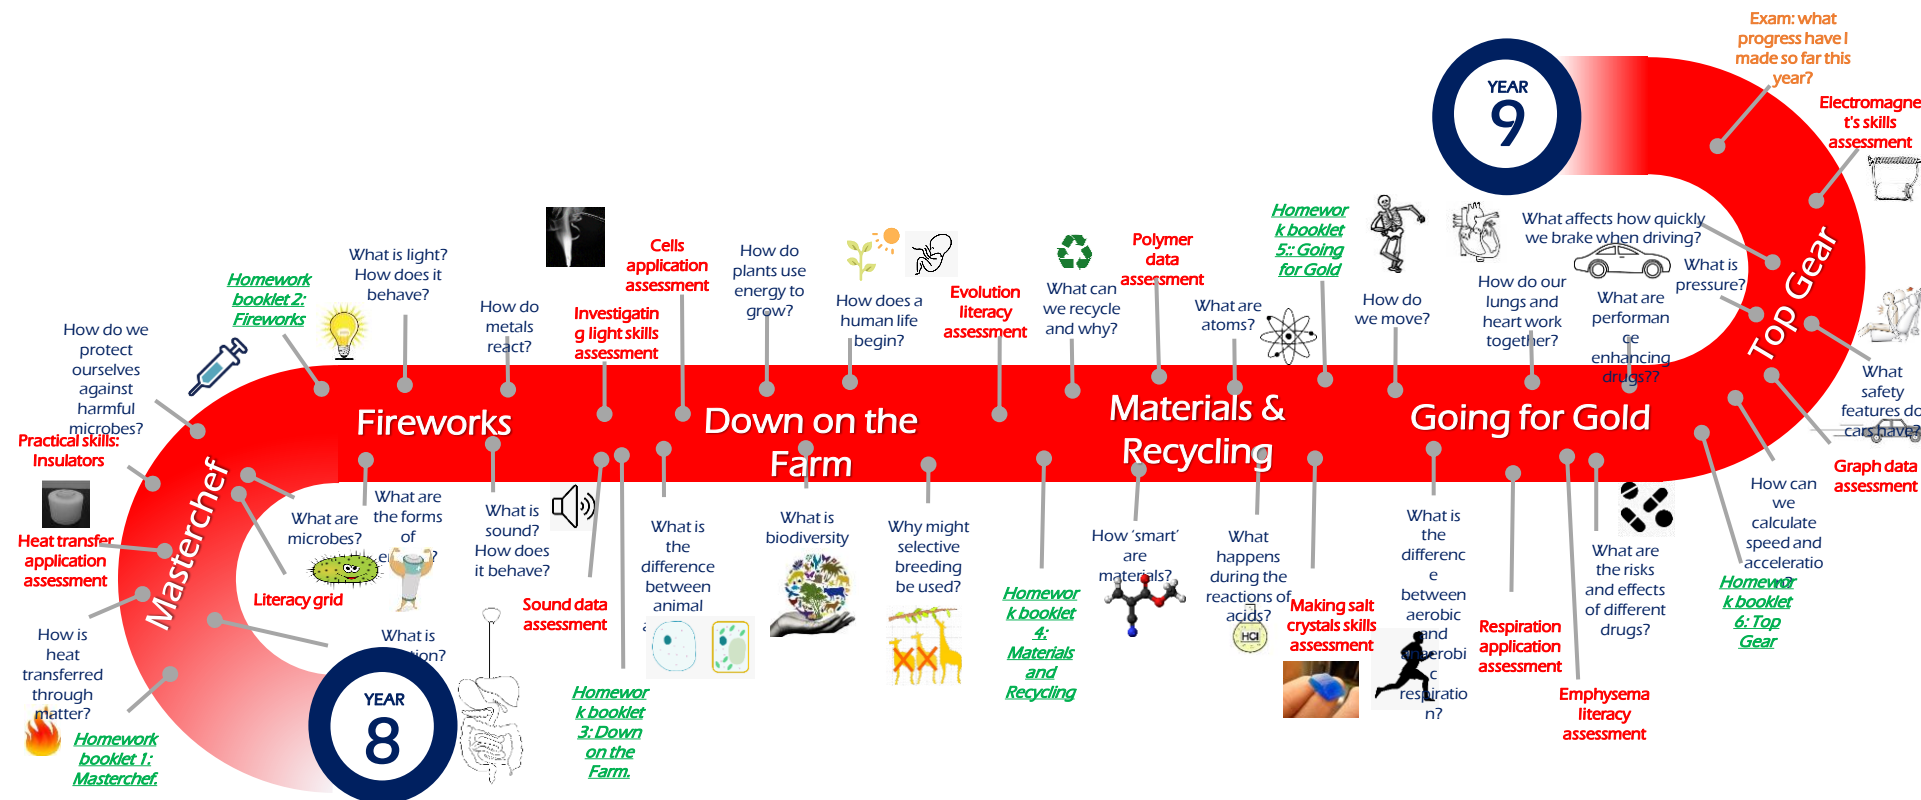 Exam: what
progress have I
made so far this
year?
Electromagne
t's skills
assessment
YEAR
9
What affects how quickly
we brake when driving?
What is
pressure?
Top Gear
What
safety
features do
cars have?
Graph data
assessment
How can
we
calculate
speed and
acceleratio
Homewor
k booklet
6: Top
Gear
Homewor
k booklet
5:: Going
for Gold
How do
we move?
How do our
lungs and
heart work
together?
What are
performan
ce
enhancing
drugs??
Going for Gold
What is
the
differenc
e
between
aerobic
and
anaerobi
c
respiratio
n?
Respiration
application
assessment
Emphysema
literacy
assessment
What are
the risks
and effects
of different
drugs?
What can
we recycle
and why?
Polymer
data
assessment
What are
atoms?
Materials &
Recycling
Homewor
k booklet
4:
Materials
and
Recycling
How ‘smart’
are
materials?
What
happens
during the
reactions of
acids?
HCl
Making salt
crystals skills
assessment
Cells
application
assessment
How do
plants use
energy to
grow?
How does a
human life
begin?
Evolution
literacy
assessment
Down on the
Farm
Homewor
k booklet
3: Down
on the
Farm.
What is
the
difference
between
animal
What is
biodiversity
Why might
selective
breeding
be used?
Homework
booklet 2:
Fireworks
What is light?
How does it
behave?
How do
metals
react?
Investigatin
g light skills
assessment
Fireworks
What are
the forms
of
What is
sound?
How does
it behave?
Sound data
assessment
How do we
protect
ourselves
against
harmful
microbes?
Practical skills:
Insulators
Heat transfer
application
assessment
How is
heat
transferred
through
matter?
Homework
booklet 1:
Masterchef.
Masterchef
What are
microbes?
Literacy grid
What is
YEAR
8